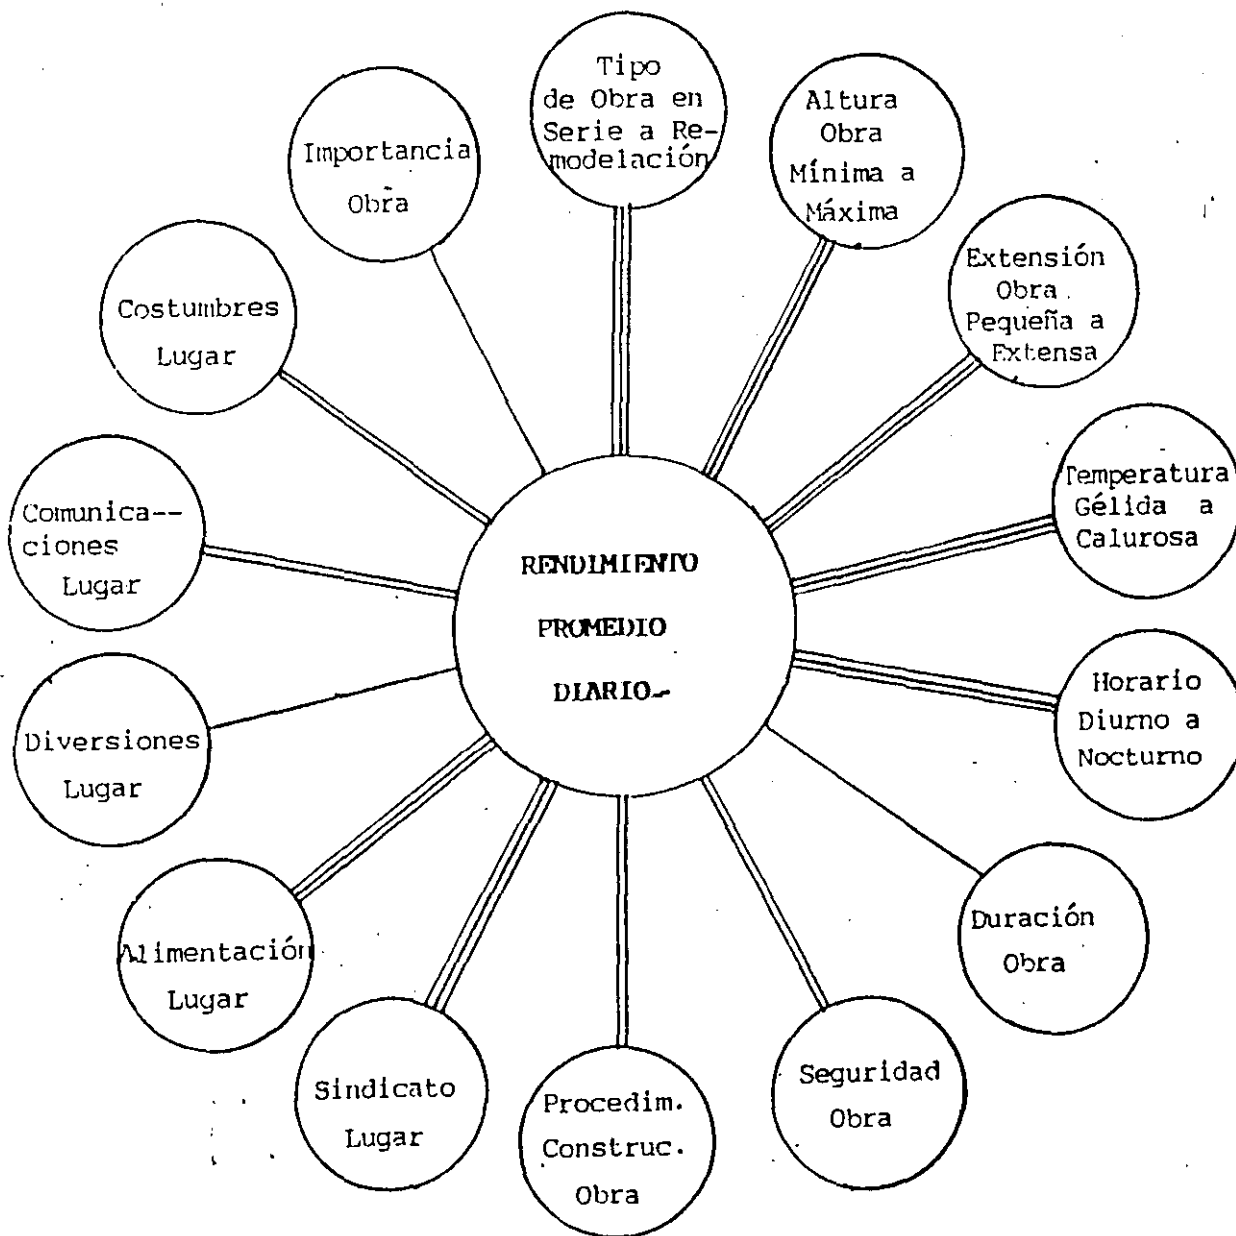 Tipo
de Obra en
Serie a Re-
modelación
Altura
Obra
Mínima a
Máxima
Extensión
Obra
Pequeña a
Extensa
Temperatura
Gélida a
Calurosa
Horario
Diurno a
Nocturno
Duración
Obra
Seguridad
Obra
Procedim.
Construc.
Obra
Sindicato
Lugar
Alimentación
Lugar
Diversiones
Lugar
Comunica--
ciones
Lugar
Costumbres
Lugar
Importancia
Obra
RENDIMIENTO
PROMEDIO
DIARIO-